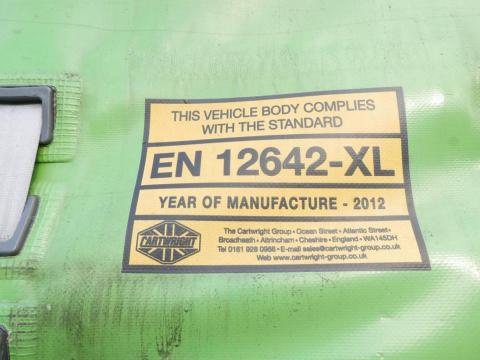 THIS VEHICLE BODY COMPLIES
WITH THE STANDARD
EN 12642-XL
YEAR OF MANUFACTURE - 2012
CARTWRIGHT
The Cartwright Group • Ocean Street • Atlantic Street •
Broadheath • Altrincham • Cheshire • England • WA145DH
Tel 0161 928 0966 • E-mail sales@cartwright-group.co.uk
Web www.cartwright-group.co.uk